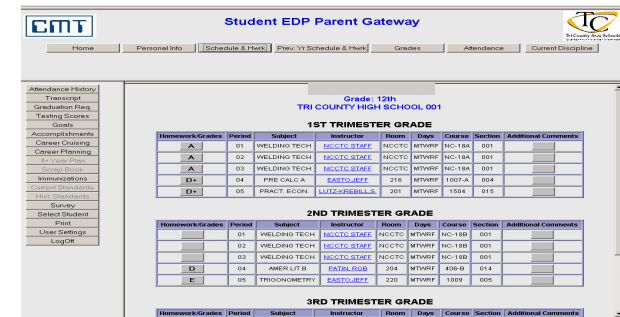 CMT
Student EDP Parent Gateway
TC
Tri County Area Schools
Home Personal Info Schedule & Hwrk Prev. Yr Schedule & Hwrk Grades Attendance Current Discipline
Attendance History
Transcript
Graduation Req.
Testing Scores
Goals
Accomplishments
Career Cruising
Career Planning
4+ Year Plan
Scrap Book
Immunizations
Current Standards
Hist. Standards
Survey
Select Student
Print
User Settings
LogOff
Grade: 12th
TRI COUNTY HIGH SCHOOL 001
1ST TRIMESTER GRADE
Homework/Grades Period Subject Instructor Room Days Course Section Additional Comments
A 01 WELDING TECH NCCTC STAFF NCCTC MTWRF NC-18A 001
A 02 WELDING TECH NCCTC STAFF NCCTC MTWRF NC-18A 001
A 03 WELDING TECH NCCTC STAFF NCCTC MTWRF NC-18A 001
D+ 04 PRE CALC A EASTO,JEFF 216 MTWRF 1007-A 004
D+ 05 PRACT. ECON. LUTZ-KREBILL,S 201 MTWRF 1504 015
2ND TRIMESTER GRADE
Homework/Grades Period Subject Instructor Room Days Course Section Additional Comments
01 WELDING TECH NCCTC STAFF NCCTC MTWRF NC-18B 001
02 WELDING TECH NCCTC STAFF NCCTC MTWRF NC-18B 001
03 WELDING TECH NCCTC STAFF NCCTC MTWRF NC-18B 001
D 04 AMER.LIT.B PATIN, ROB 204 MTWRF 406-B 014
E 05 TRIGONOMETRY EASTO,JEFF 220 MTWRF 1009 005
3RD TRIMESTER GRADE
Homework/Grades Period Subject Instructor Room Days Course Section Additional Comments